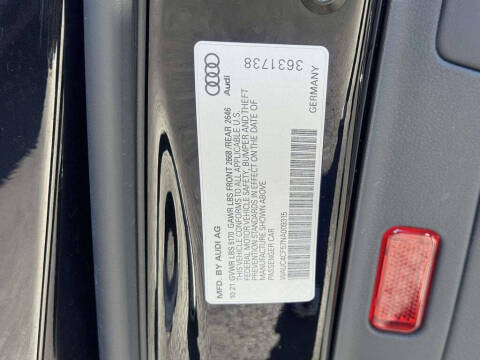 Audi
3631738
GERMANY
MFD. BY AUDI AG
10.21 GVWR LBS 5170 GAWR LBS FRONT 2668 /REAR 2646
THIS VEHICLE CONFORMS TO ALL APPLICABLE U.S.
FEDERAL MOTOR VEHICLE SAFETY, BUMPER AND THEFT
PREVENTION STANDARDS IN EFFECT ON THE DATE OF
MANUFACTURE SHOWN ABOVE
PASSENGER CAR
WAUC4CF57NA009315